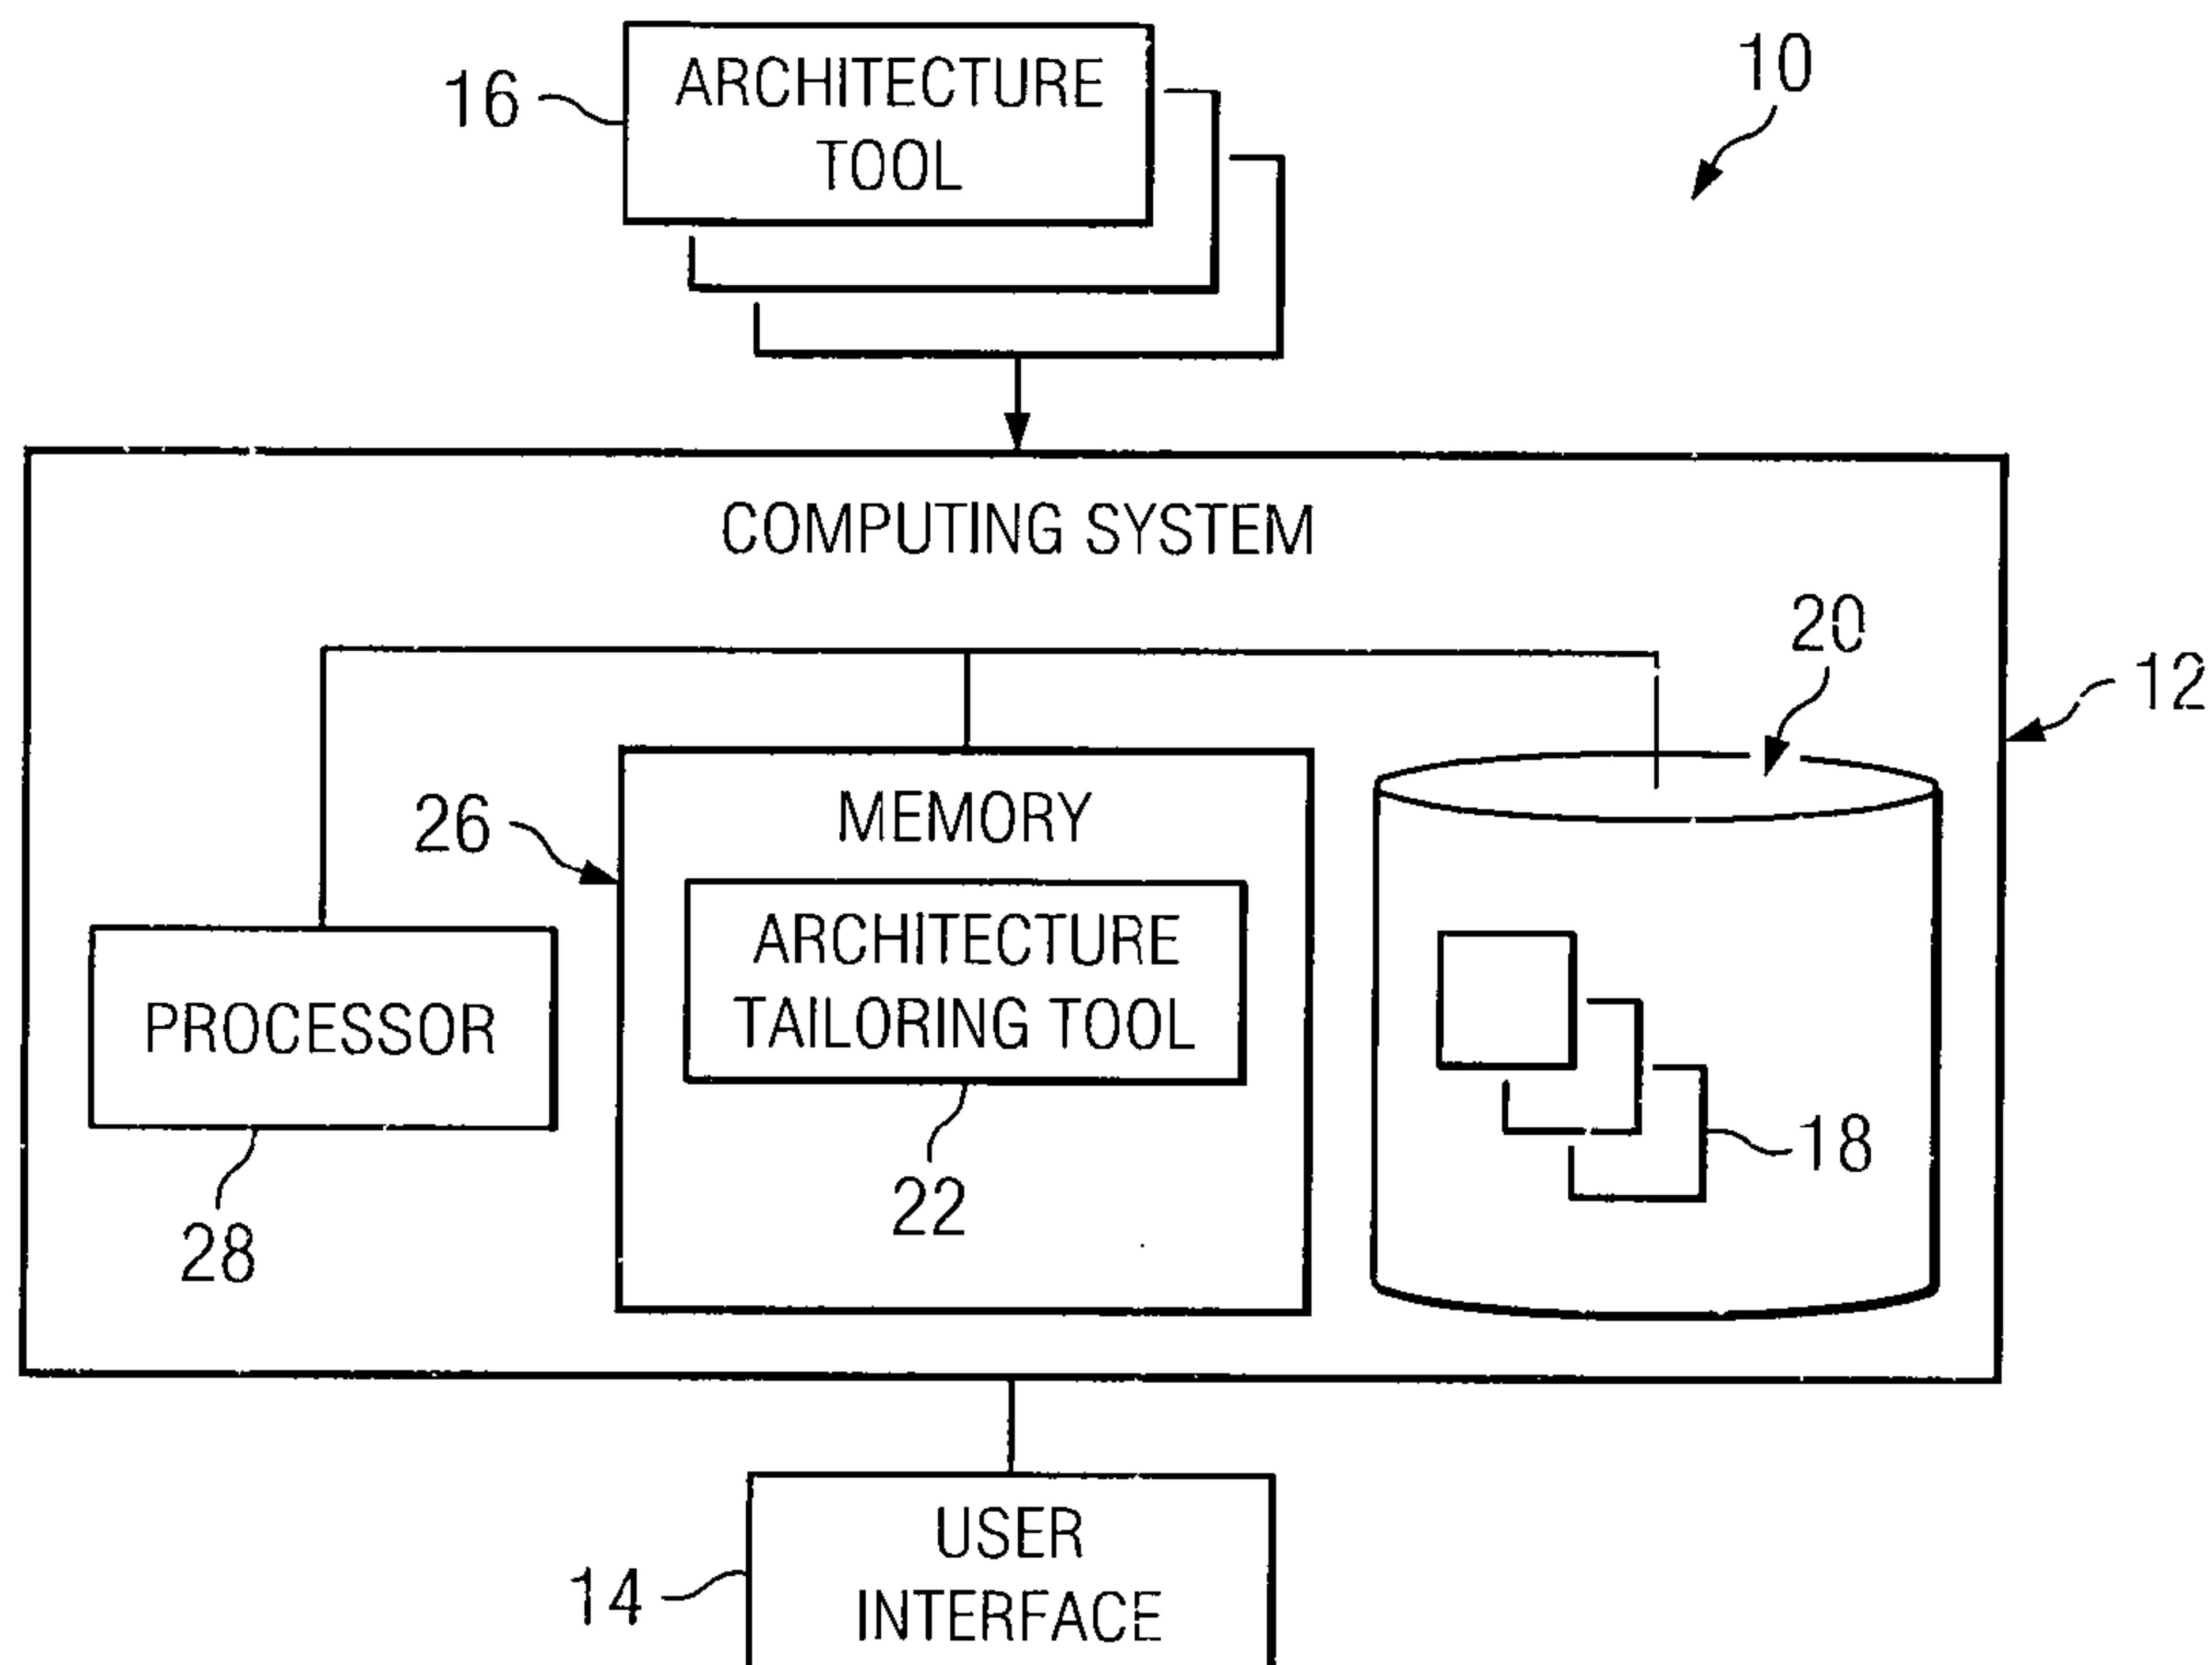 16
ARCHITECTURE
TOOL
10
COMPUTING SYSTEM
20
12
26
MEMORY
ARCHITECTURE
TAILORING TOOL
PROCESSOR
18
22
28
USER
INTERFACE
14